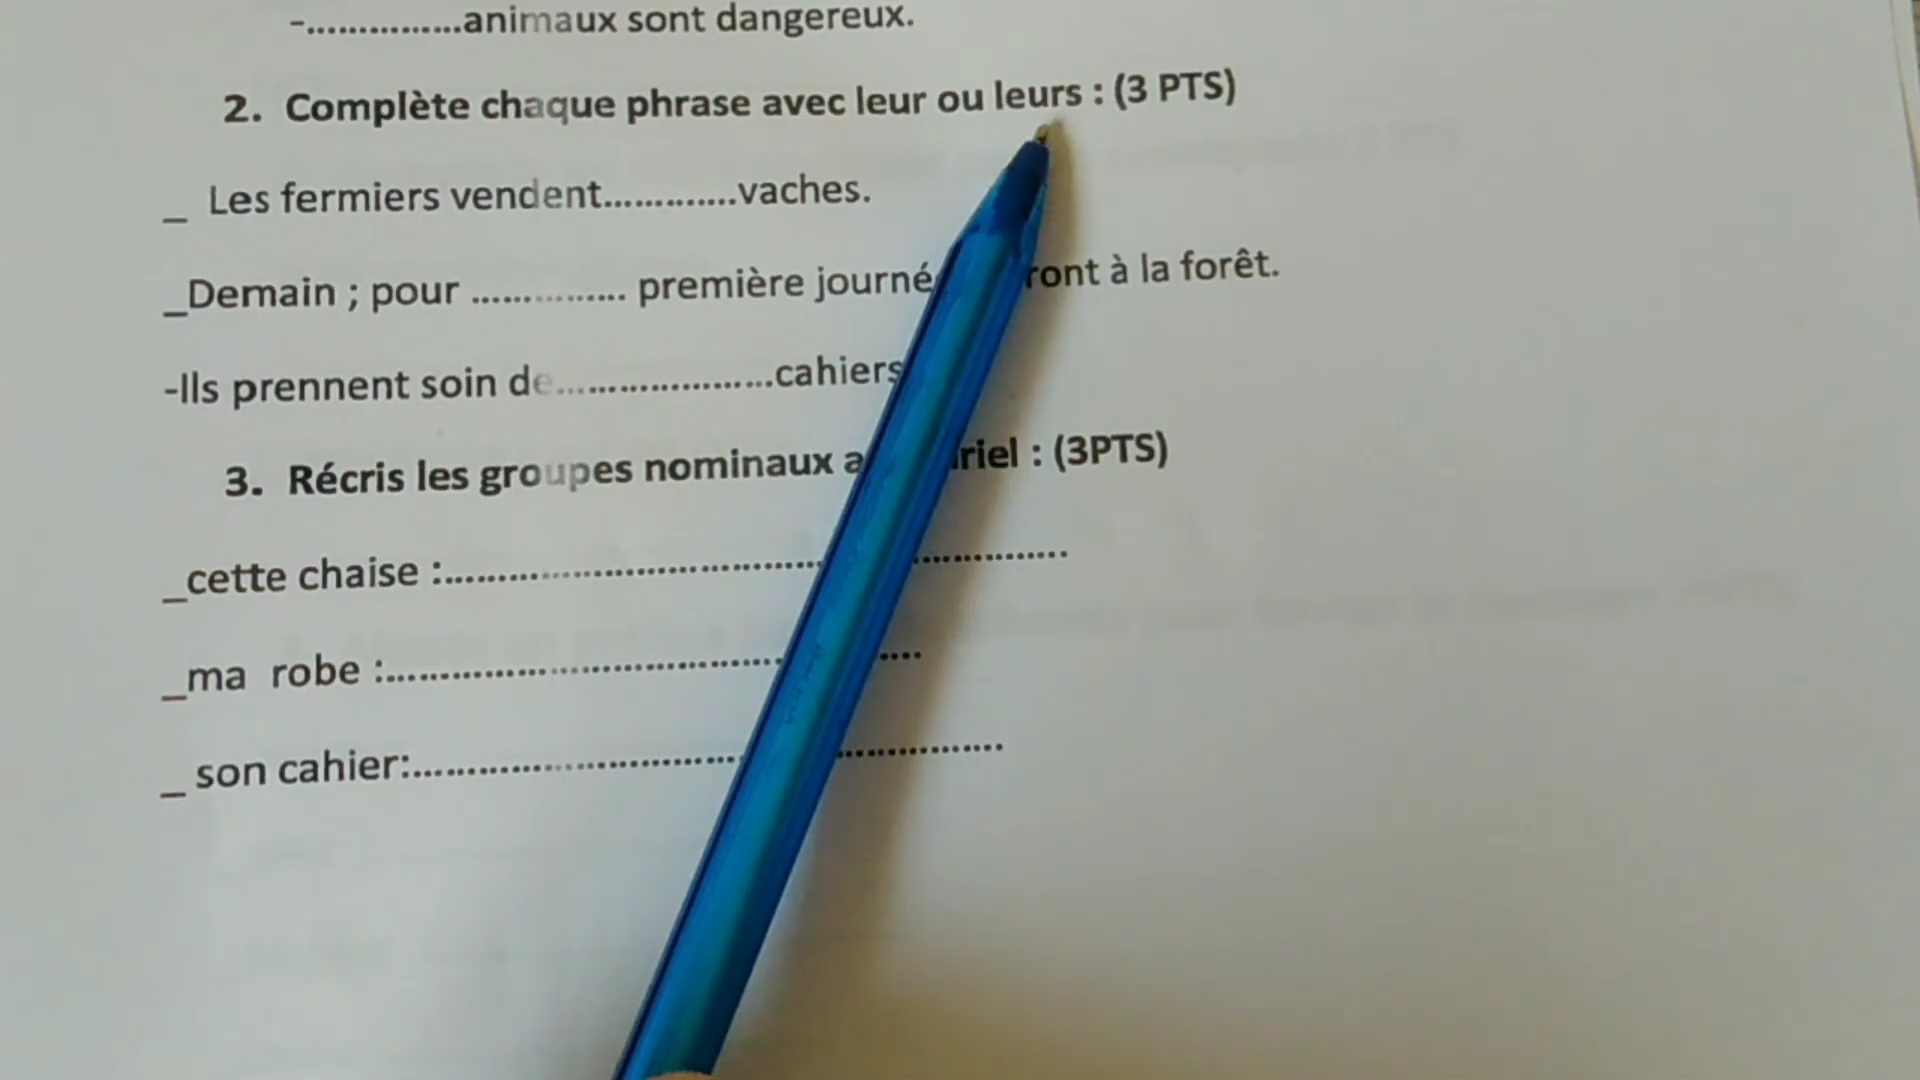 -...............animaux sont dangereux.
2. Complète chaque phrase avec leur ou leurs : (3 PTS)
_ Les fermiers vendent.............vaches.
_Demain ; pour ............... première journé ront à la forêt.
-Ils prennent soin de.....................cahiers
3. Récris les groupes nominaux a riel : (3PTS)
_cette chaise :..........................................................
_ma robe :..................................................
_ son cahier:........................................................